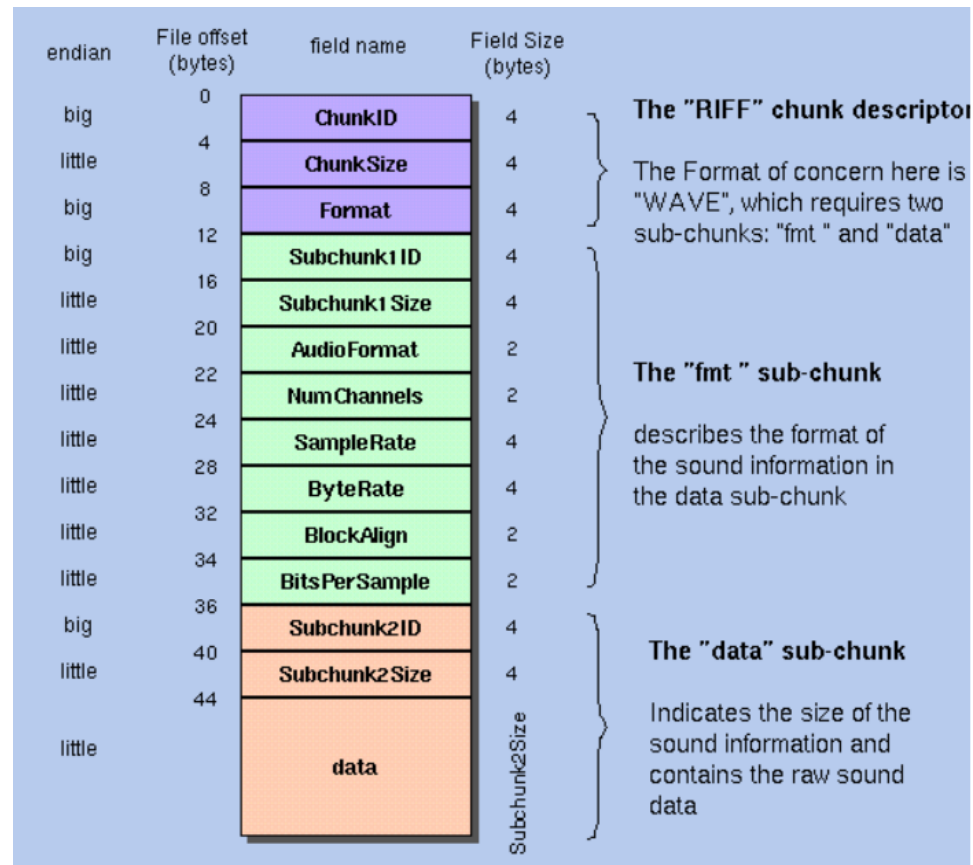 endian
File offset
(bytes)
field name
Field Size
(bytes)
0
big
ChunkID
4
4
little
ChunkSize
4
8
big
Format
4
12
big
Subchunk1ID
4
16
little
Subchunk1Size
4
20
little
AudioFormat
2
22
little
NumChannels
2
24
little
SampleRate
4
28
little
ByteRate
4
32
little
BlockAlign
2
34
little
BitsPerSample
2
36
big
Subchunk2ID
4
40
little
Subchunk2Size
4
44
little
data
Subchunk2Size
The "RIFF" chunk descriptor
The Format of concern here is
"WAVE", which requires two
sub-chunks: "fmt " and "data"
The "fmt " sub-chunk
describes the format of
the sound information in
the data sub-chunk
The "data" sub-chunk
Indicates the size of the
sound information and
contains the raw sound
data